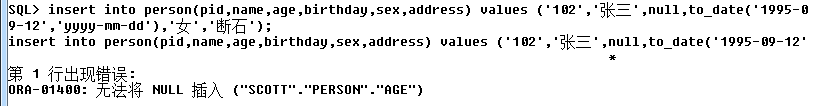 SQL> insert into person(pid,name,age,birthday,sex,address) values ('102','张三',null,to_date('1995-0
9-12','yyyy-mm-dd'),'女','断石');
insert into person(pid,name,age,birthday,sex,address) values ('102','张三',null,to_date('1995-09-12'
*
第 1 行出现错误:
ORA-01400: 无法将 NULL 插入 ("SCOTT"."PERSON"."AGE")